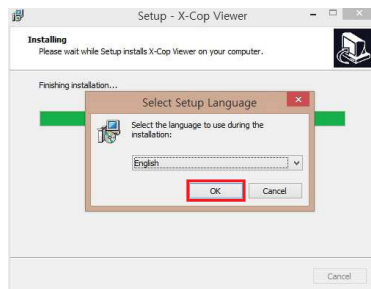 Setup - X-Cop Viewer
Installing
Please wait while Setup installs X-Cop Viewer on your computer.
Finishing installation...
Select Setup Language
Select the language to use during the
installation:
English
OK
Cancel
Cancel